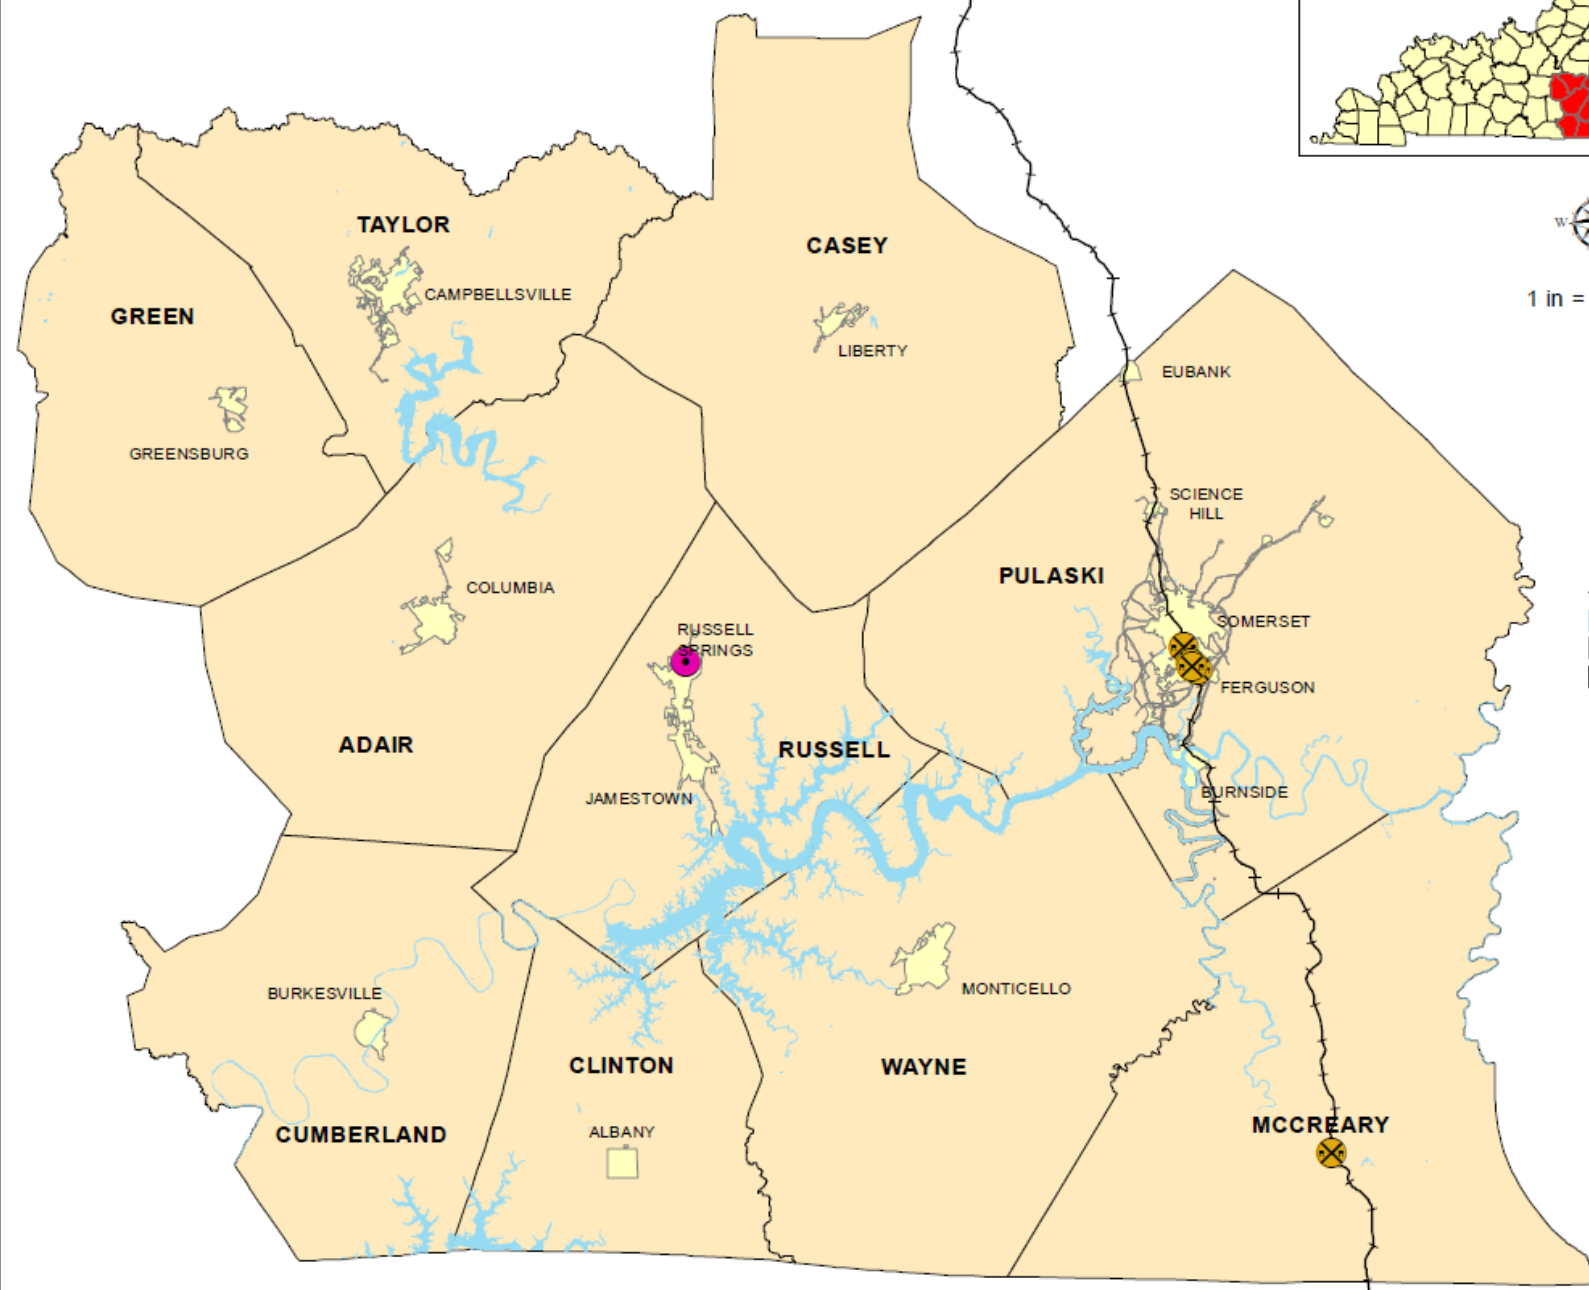 W
1 in =
TAYLOR
CASEY
CAMPBELLSVILLE
GREEN
LIBERTY
EUBANK
GREENSBURG
SCIENCE
HILL
PULASKI
COLUMBIA
SOMERSET
RUSSELL
SPRINGS
FERGUSON
ADAIR
RUSSELL
JAMESTOWN
BURNSIDE
BURKESVILLE
MONTICELLO
CLINTON
WAYNE
CUMBERLAND
ALBANY
MCCREARY